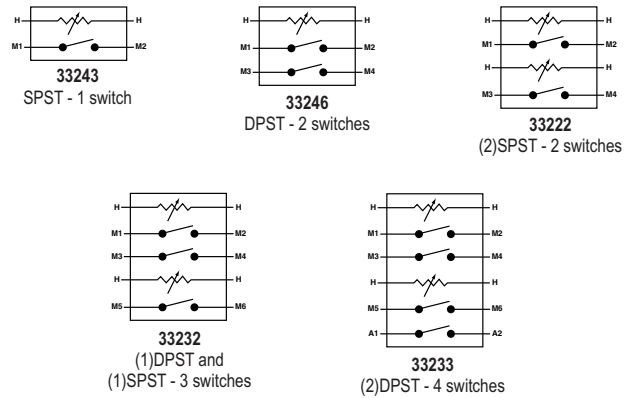 H H
M1 M2
33243
SPST - 1 switch
H H
M1 M2
M3 M4
33246
DPST - 2 switches
H H
M1 M2
H H
M3 M4
33222
(2)SPST - 2 switches
H H
M1 M2
M3 M4
H H
M5 M6
33232
(1)DPST and
(1)SPST - 3 switches
H H
M1 M2
M3 M4
H H
M5 M6
A1 A2
33233
(2)DPST - 4 switches